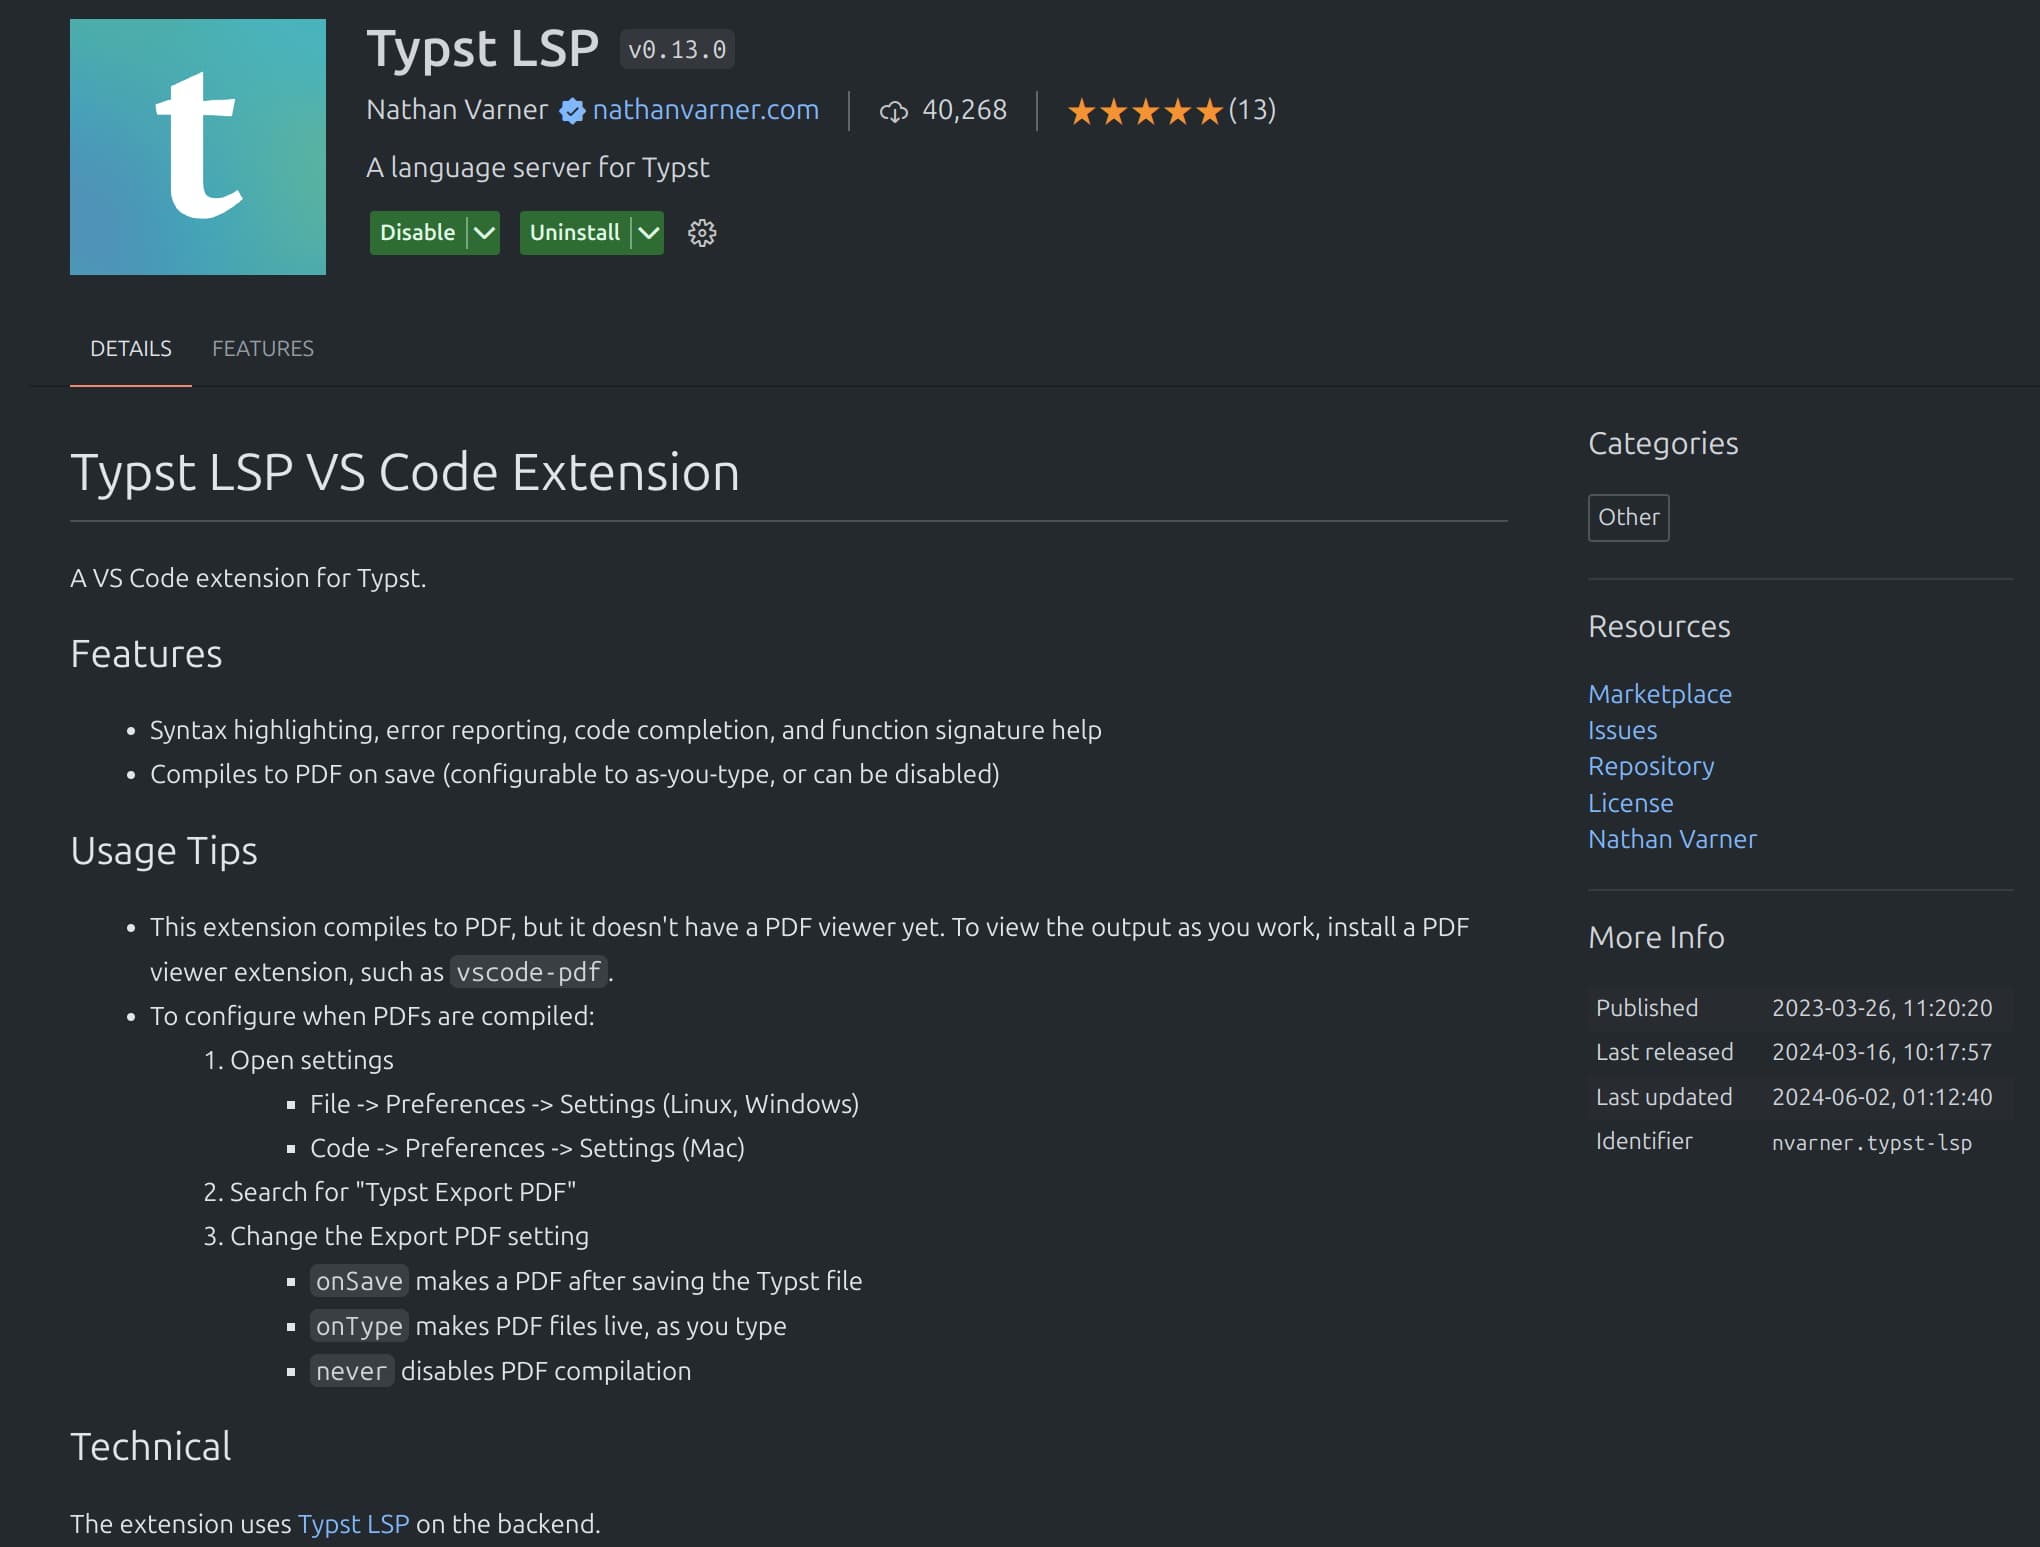 t
Typst LSP v0.13.0
Nathan Varner nathanvarner.com 40,268 (13)
A language server for Typst
Disable Uninstall
DETAILS FEATURES
Typst LSP VS Code Extension
A VS Code extension for Typst.
Features
• Syntax highlighting, error reporting, code completion, and function signature help
• Compiles to PDF on save (configurable to as-you-type, or can be disabled)
Usage Tips
• This extension compiles to PDF, but it doesn't have a PDF viewer yet. To view the output as you work, install a PDF
viewer extension, such as vscode-pdf.
• To configure when PDFs are compiled:
1. Open settings
▪ File -> Preferences -> Settings (Linux, Windows)
▪ Code -> Preferences -> Settings (Mac)
2. Search for "Typst Export PDF"
3. Change the Export PDF setting
▪ onSave makes a PDF after saving the Typst file
▪ onType makes PDF files live, as you type
▪ never disables PDF compilation
Technical
The extension uses Typst LSP on the backend.
Categories
Other
Resources
Marketplace
Issues
Repository
License
Nathan Varner
More Info
Published 2023-03-26, 11:20:20
Last released 2024-03-16, 10:17:57
Last updated 2024-06-02, 01:12:40
Identifier nvarner.typst-lsp